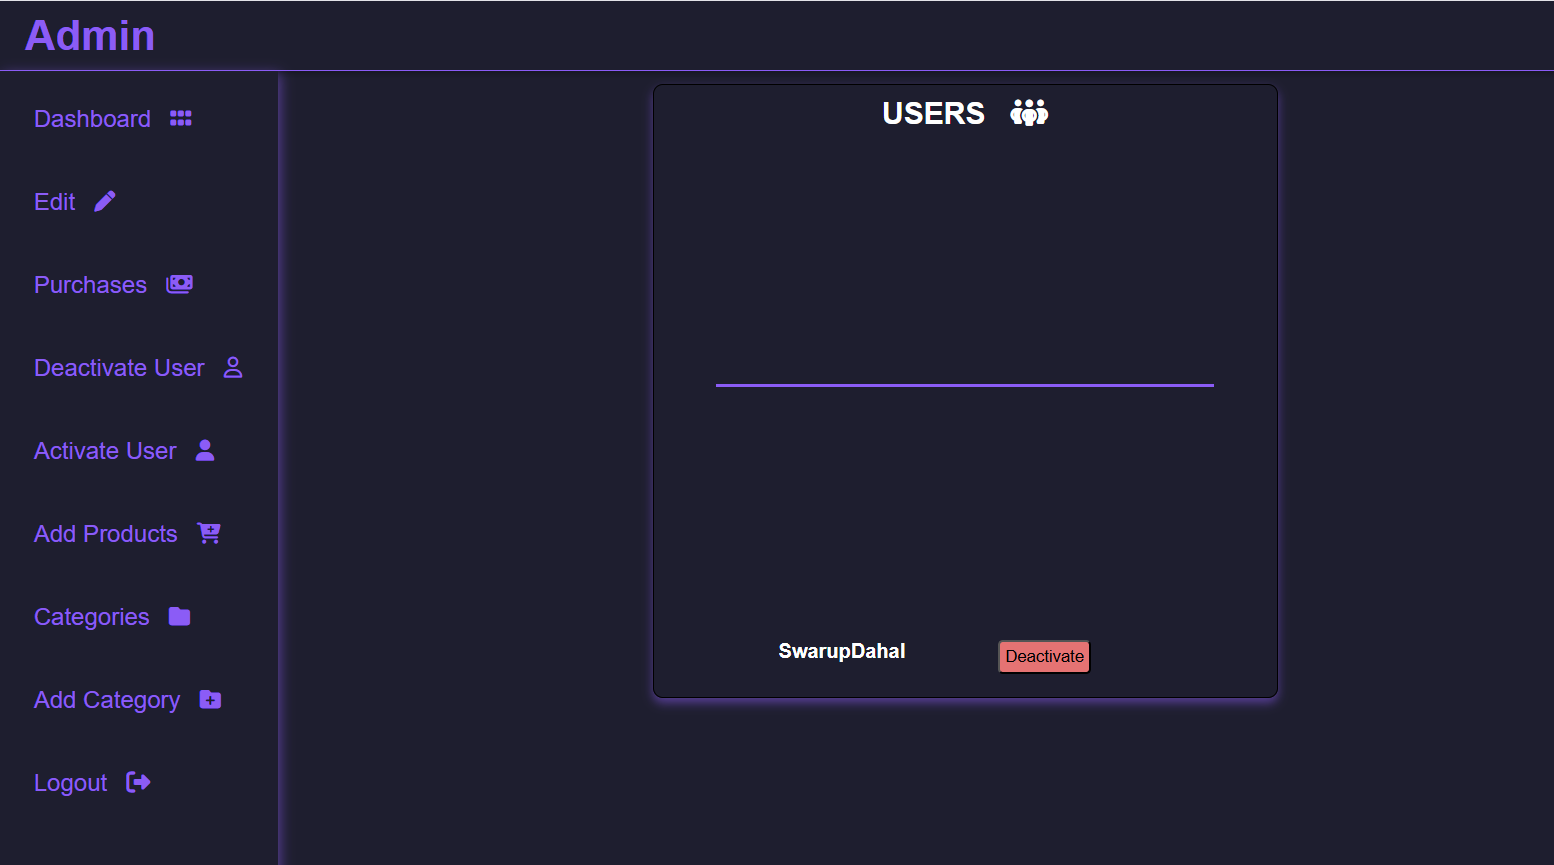 Admin
Dashboard
Edit
Purchases
Deactivate User
Activate User
Add Products
Categories
Add Category
Logout
USERS
SwarupDahal
Deactivate